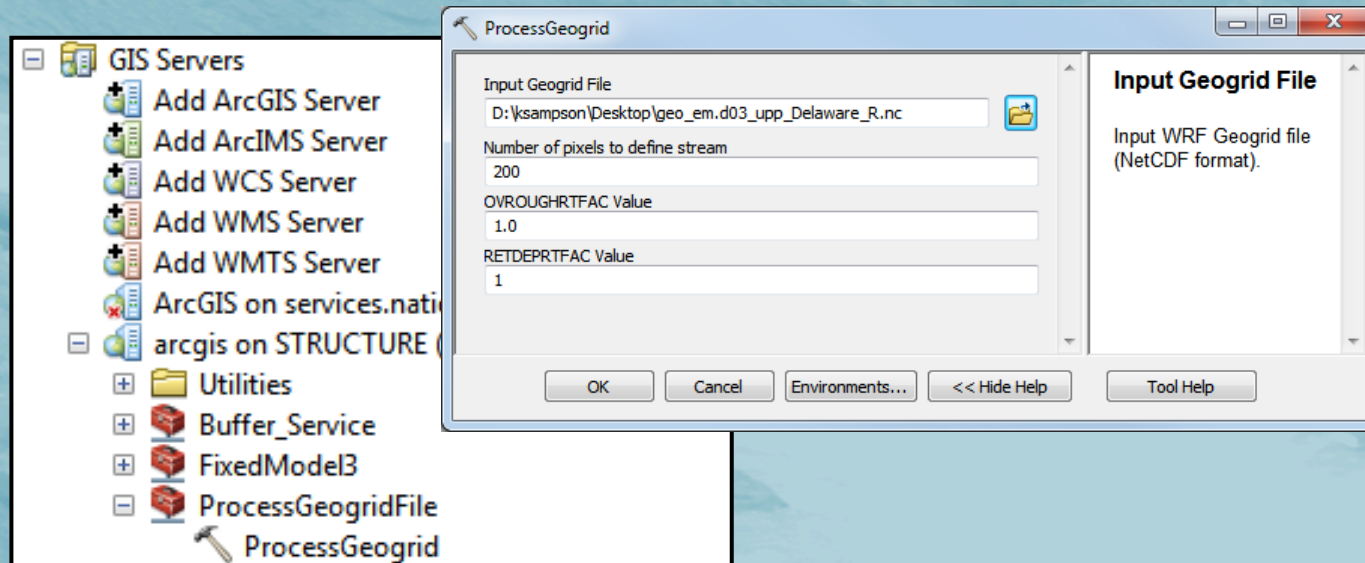 GIS Servers
Add ArcGIS Server
Add ArcIMS Server
Add WCS Server
Add WMS Server
Add WMTS Server
ArcGIS on services.nati
arcgis on STRUCTURE (
Utilities
Buffer_Service
FixedModel3
ProcessGeogridFile
ProcessGeogrid
ProcessGeogrid
Input Geogrid File
D:\ksampson\Desktop\geo_em.d03_upp_Delaware_R.nc
Number of pixels to define stream
200
OVROUGHRTFAC Value
1.0
RETDEPRTFAC Value
1
OK
Cancel
Environments...
<< Hide Help
Tool Help
Input Geogrid File
Input WRF Geogrid file
(NetCDF format).